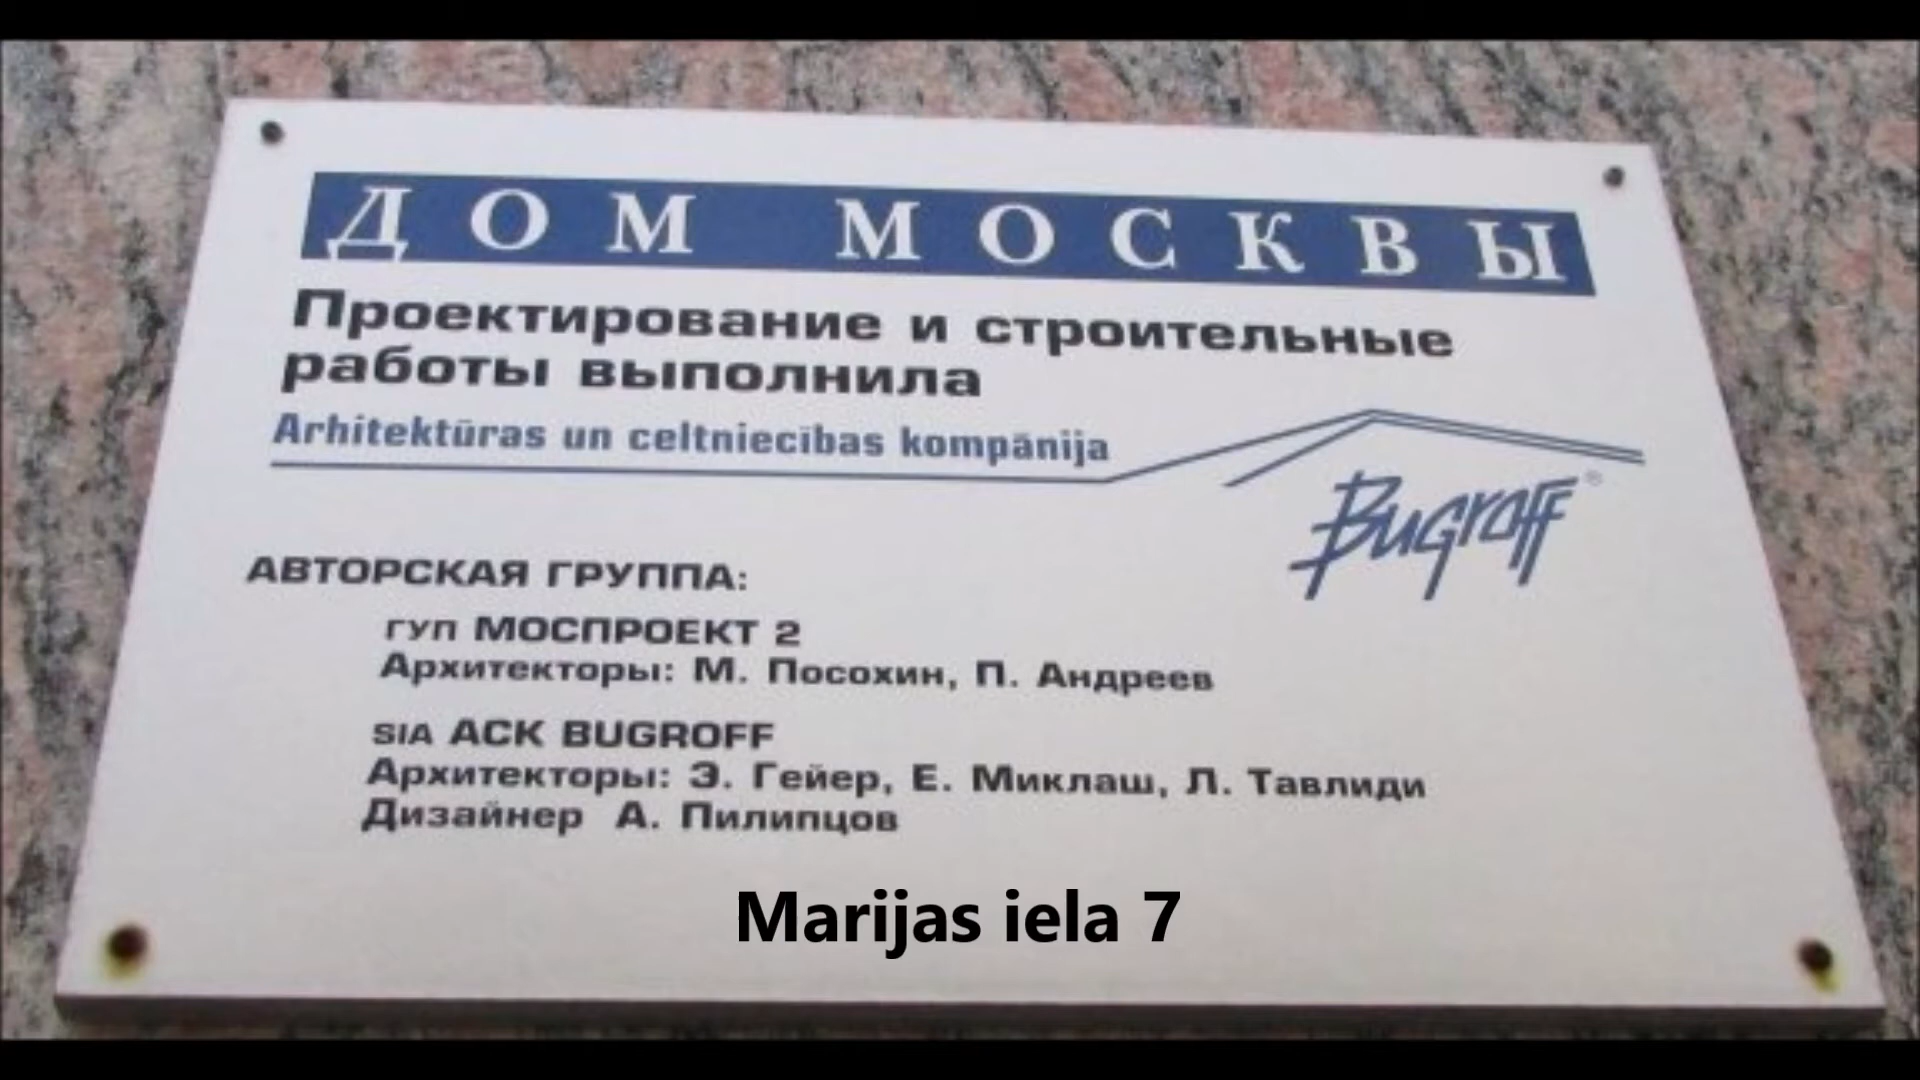 ДОМ МОСКВЫ
Проектирование и строительные
работы выполнила
Arhitektūras un celtniecības kompānija
Bugroff®
АВТОРСКАЯ ГРУППА:
ГУП МОСПРОЕКТ 2
Архитекторы: М. Посохин, П. Андреев
SIA ACK BUGROFF
Архитекторы: Э. Гейер, Е. Миклаш, Л. Тавлиди
Дизайнер А. Пилипцов
Marijas iela 7